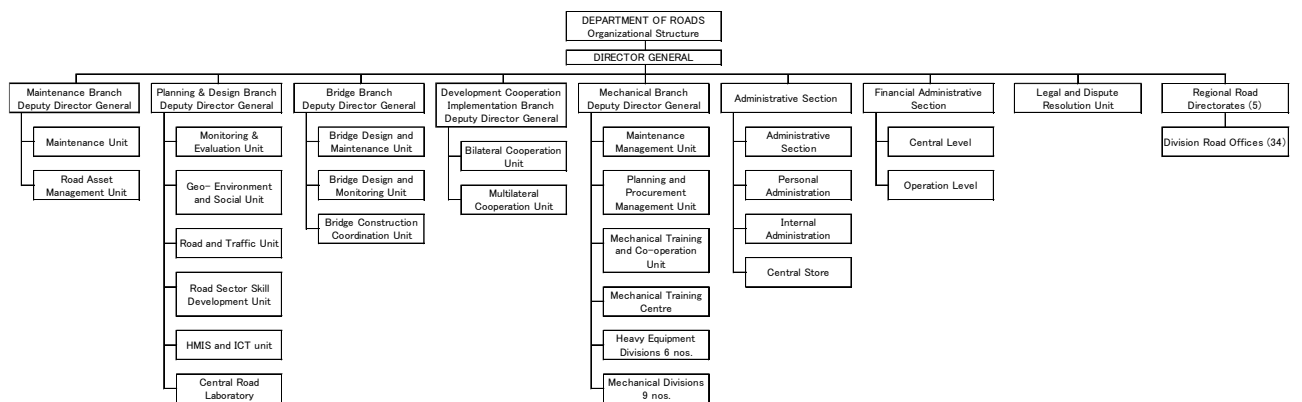 DEPARTMENT OF ROADS
Organizational Structure
DIRECTOR GENERAL
Maintenance Branch
Deputy Director General
Maintenance Unit
Road Asset
Management Unit
Planning & Design Branch
Deputy Director General
Monitoring &
Evaluation Unit
Geo- Environment
and Social Unit
Road and Traffic Unit
Road Sector Skill
Development Unit
HMIS and ICT unit
Central Road
Laboratory
Bridge Branch
Deputy Director General
Bridge Design and
Maintenance Unit
Bridge Design and
Monitoring Unit
Bridge Construction
Coordination Unit
Development Cooperation
Implementation Branch
Deputy Director General
Bilateral Cooperation
Unit
Multilateral
Cooperation Unit
Mechanical Branch
Deputy Director General
Maintenance
Management Unit
Planning and
Procurement
Management Unit
Mechanical Training
and Co-operation
Unit
Mechanical Training
Centre
Heavy Equipment
Divisions 6 nos.
Mechanical Divisions
9 nos.
Administrative Section
Administrative
Section
Personal
Administration
Internal
Administration
Central Store
Financial Administrative
Section
Central Level
Operation Level
Legal and Dispute
Resolution Unit
Regional Road
Directorates (5)
Division Road Offices (34)